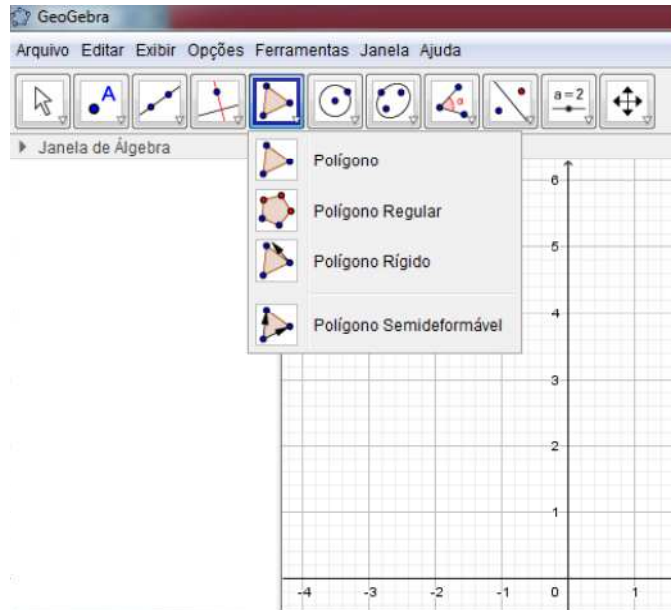 GeoGebra
Arquivo Editar Exibir Opções Ferramentas Janela Ajuda
A
α
a = 2
Janela de Álgebra
Polígono
Polígono Regular
Polígono Rígido
Polígono Semideformável
6
5
4
3
2
1
-4 -3 -2 -1 0 1